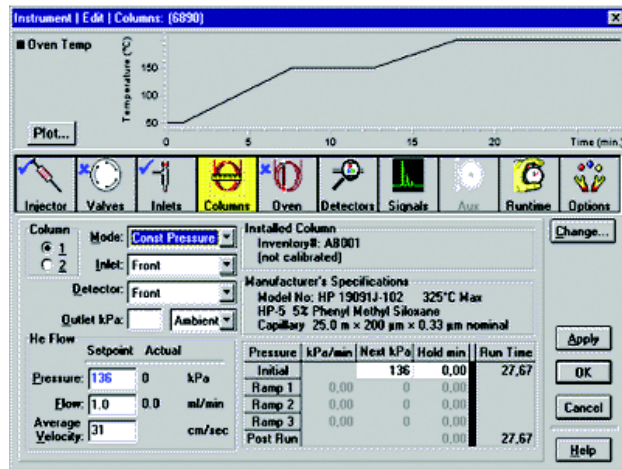 Instrument | Edit | Columns: (6890)
Oven Temp
Temperature (°C)
150
100
50
0
5
10
15
20
Time (min.)
Plot...
Injector
Valves
Inlets
Columns
Oven
Detectors
Signals
Aux
Runtime
Options
Column
1
2
Mode: Const Pressure
Inlet: Front
Detector: Front
Outlet kPa: Ambient
Installed Column
Inventory#: AB001
(not calibrated)
Manufacturer's Specifications
Model No: HP 19091J-102 325°C Max
HP-5 5% Phenyl Methyl Siloxane
Capillary 25.0 m × 200 µm × 0.33 µm nominal
Change...
He Flow
Setpoint Actual
Pressure: 136 0 kPa
Flow: 1.0 0.0 ml/min
Average Velocity: 31 cm/sec
Pressure kPa/min Next kPa Hold min Run Time
Initial 136 0,00 27,67
Ramp 1 0,00 0 0,00
Ramp 2 0,00 0 0,00
Ramp 3 0,00 0 0,00
Post Run 0,00 27,67
Apply
OK
Cancel
Help